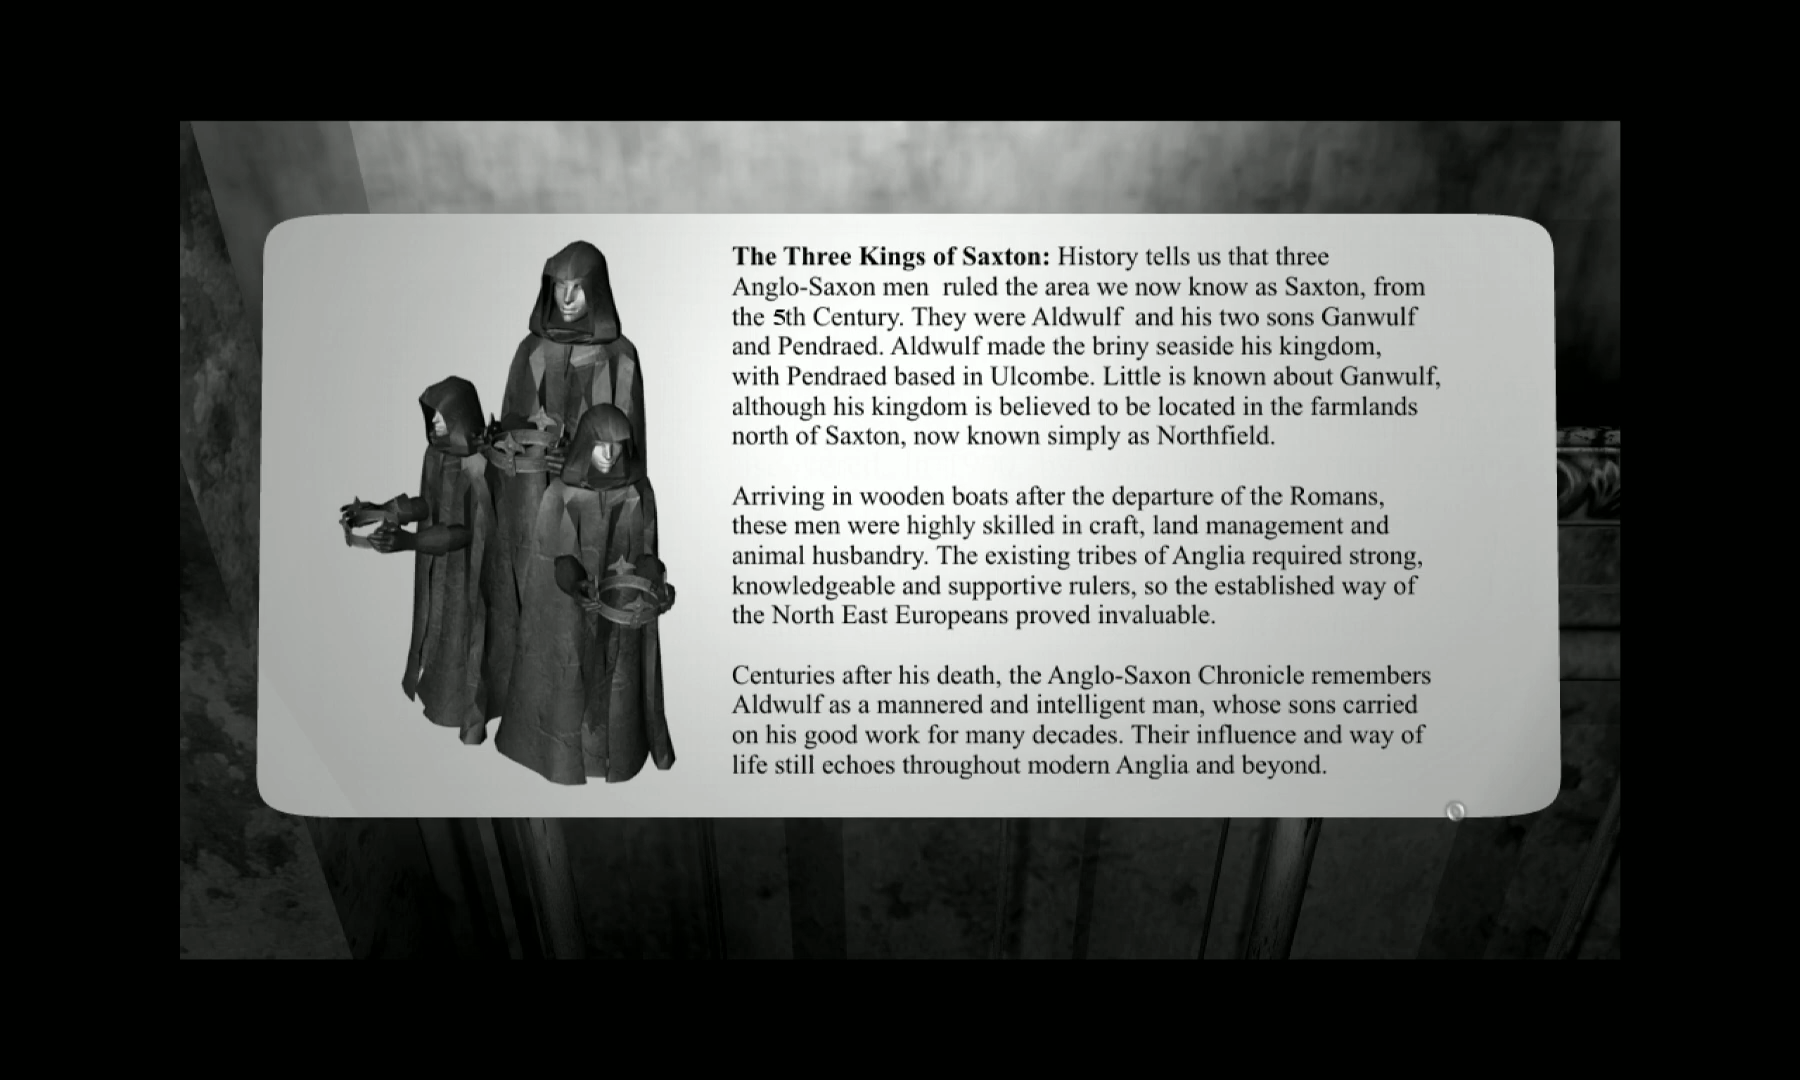 The Three Kings of Saxton: History tells us that three
Anglo-Saxon men ruled the area we now know as Saxton, from
the 5th Century. They were Aldwulf and his two sons Ganwulf
and Pendraed. Aldwulf made the briny seaside his kingdom,
with Pendraed based in Ulcombe. Little is known about Ganwulf,
although his kingdom is believed to be located in the farmlands
north of Saxton, now known simply as Northfield.
Arriving in wooden boats after the departure of the Romans,
these men were highly skilled in craft, land management and
animal husbandry. The existing tribes of Anglia required strong,
knowledgeable and supportive rulers, so the established way of
the North East Europeans proved invaluable.
Centuries after his death, the Anglo-Saxon Chronicle remembers
Aldwulf as a mannered and intelligent man, whose sons carried
on his good work for many decades. Their influence and way of
life still echoes throughout modern Anglia and beyond.